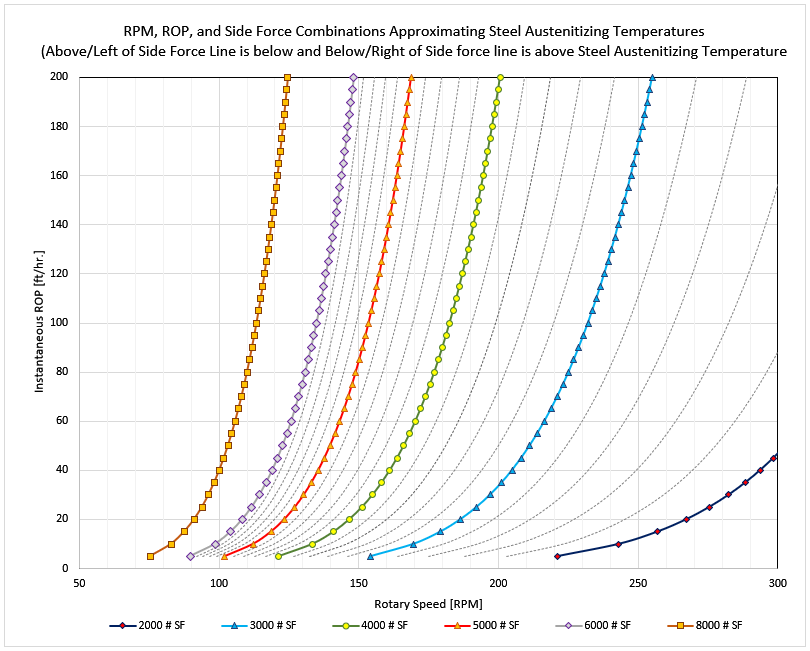 RPM, ROP, and Side Force Combinations Approximating Steel Austenitizing Temperatures
(Above/Left of Side Force Line is below and Below/Right of Side force line is above Steel Austenitizing Temperature
200
180
160
140
120
100
80
60
40
20
0
Instantaneous ROP [ft/hr.]
50 100 150 200 250 300
Rotary Speed [RPM]
2000 # SF 3000 # SF 4000 # SF 5000 # SF 6000 # SF 8000 # SF